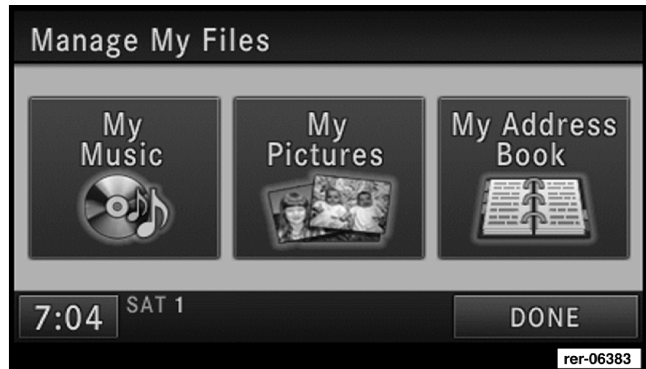 Manage My Files
My
Music
My
Pictures
My Address
Book
7:04
SAT 1
DONE
rer-06383